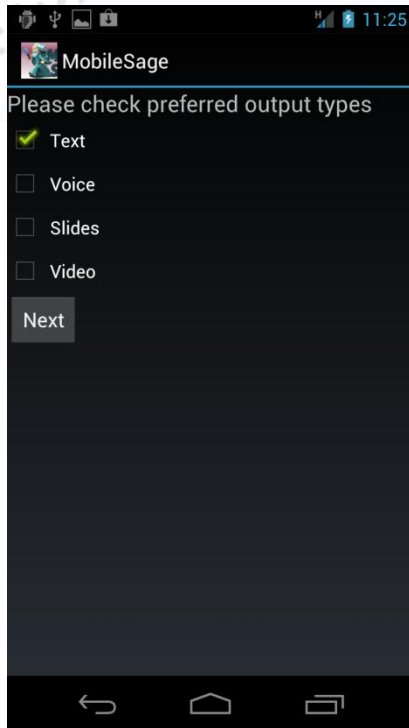 H 11:25
MobileSage
Please check preferred output types
Text
Voice
Slides
Video
Next